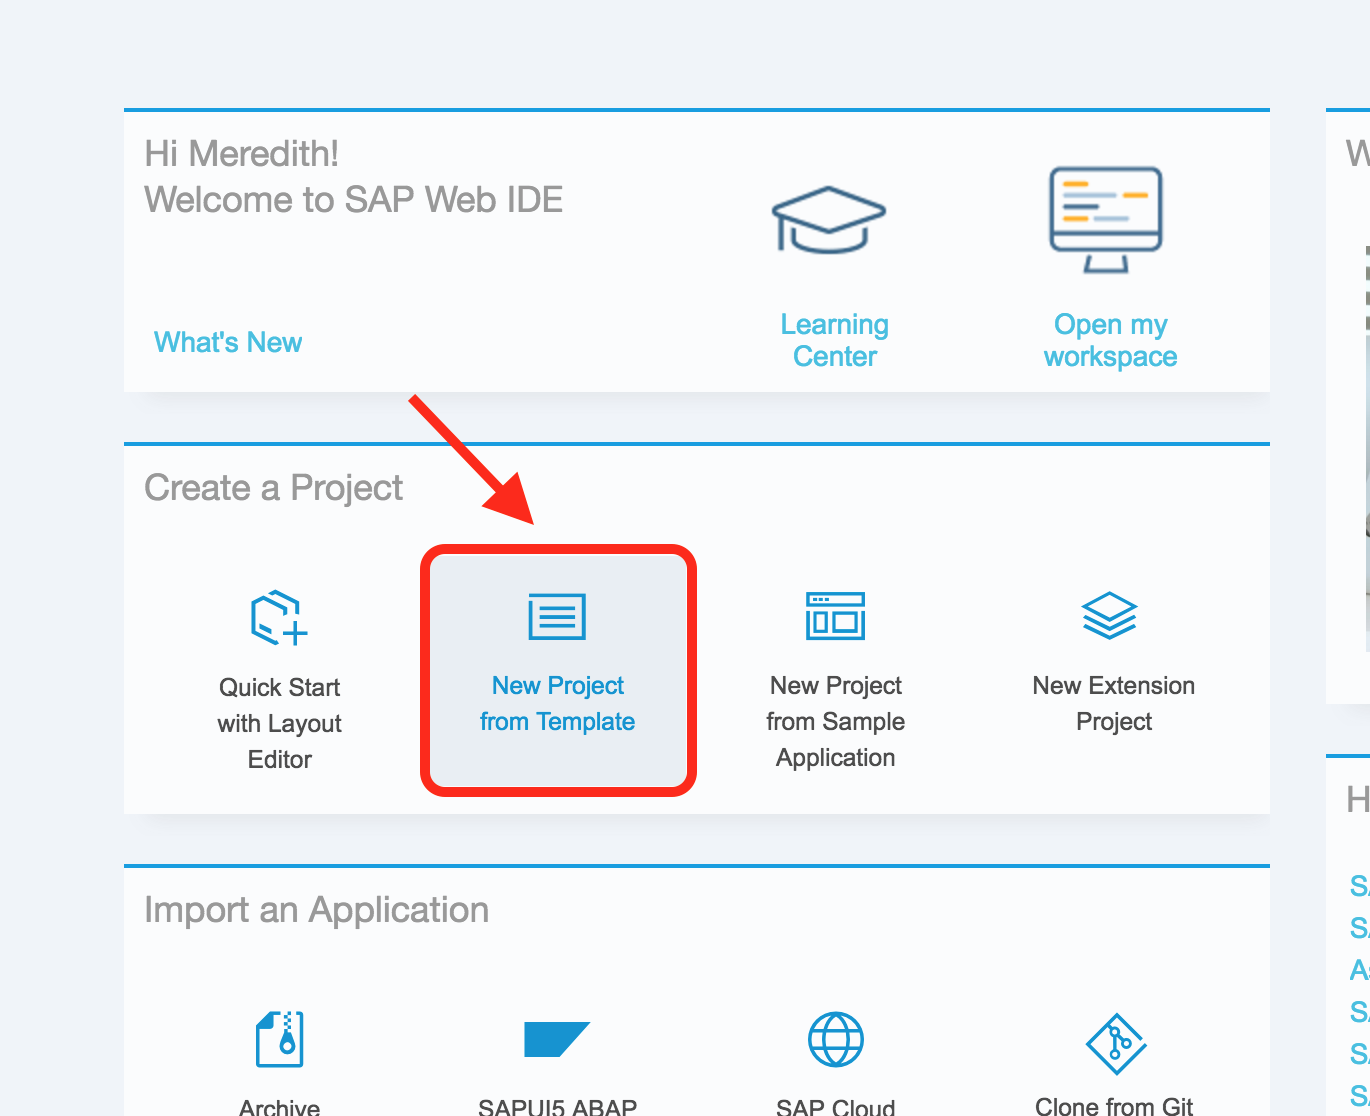 Hi Meredith!
Welcome to SAP Web IDE
What's New
Learning
Center
Open my
workspace
Create a Project
Quick Start
with Layout
Editor
New Project
from Template
New Project
from Sample
Application
New Extension
Project
Import an Application
Archive
SAPUI5 ABAP
SAP Cloud
Clone from Git